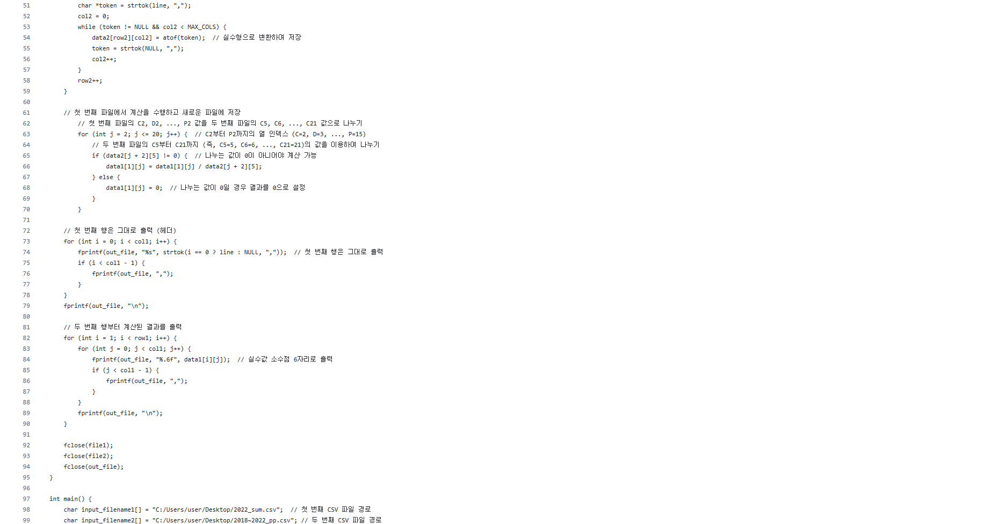 51 char *token = strtok(line, ",");
52 col2 = 0;
53 while (token != NULL && col2 < MAX_COLS) {
54 data2[row2][col2] = atof(token);  // 실수형으로 변환하여 저장
55 token = strtok(NULL, ",");
56 col2++;
57 }
58 row2++;
59 }
60
61 // 첫 번째 파일에서 계산을 수행하고 새로운 파일에 저장
62 // 첫 번째 파일의 C2, D2, ..., P2 값을 두 번째 파일의 C5, C6, ..., C21 값으로 나누기
63 for (int j = 2; j <= 20; j++) {  // C2부터 P2까지의 열 인덱스 (C=2, D=3, ..., P=15)
64 // 두 번째 파일의 C5부터 C21까지 (즉, C5=5, C6=6, ..., C21=21)의 값을 이용하여 나누기
65 if (data2[j + 2][5] != 0) {  // 나누는 값이 0이 아니어야 계산 가능
66 data1[1][j] = data1[1][j] / data2[j + 2][5];
67 } else {
68 data1[1][j] = 0;  // 나누는 값이 0일 경우 결과를 0으로 설정
69 }
70 }
71
72 // 첫 번째 행은 그대로 출력 (헤더)
73 for (int i = 0; i < col1; i++) {
74 fprintf(out_file, "%s", strtok(i == 0 ? line : NULL, ","));  // 첫 번째 행은 그대로 출력
75 if (i < col1 - 1) {
76 fprintf(out_file, ",");
77 }
78 }
79 fprintf(out_file, "\n");
80
81 // 두 번째 행부터 계산된 결과를 출력
82 for (int i = 1; i < row1; i++) {
83 for (int j = 0; j < col1; j++) {
84 fprintf(out_file, "%.6f", data1[i][j]);  // 실수값 소수점 6자리로 출력
85 if (j < col1 - 1) {
86 fprintf(out_file, ",");
87 }
88 }
89 fprintf(out_file, "\n");
90 }
91
92 fclose(file1);
93 fclose(file2);
94 fclose(out_file);
95 }
96
97 int main() {
98 char input_filename1[] = "C:/Users/user/Desktop/2022_sum.csv";  // 첫 번째 CSV 파일 경로
99 char input_filename2[] = "C:/Users/user/Desktop/2018~2022_pp.csv"; // 두 번째 CSV 파일 경로